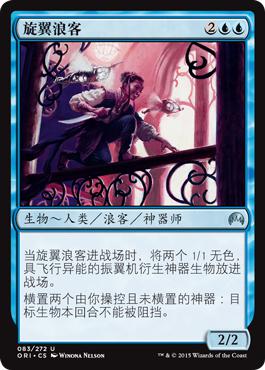 旋翼浪客 2
生物~人类/浪客/神器师
当旋翼浪客进战场时，将两个 1/1 无色，
具飞行异能的振翼机衍生神器生物放进
战场。
横置两个由你操控且未横置的神器：目
标生物本回合不能被阻挡。
2/2
083/272 U
ORI • CS WINONA NELSON
™ & © 2015 Wizards of the Coast